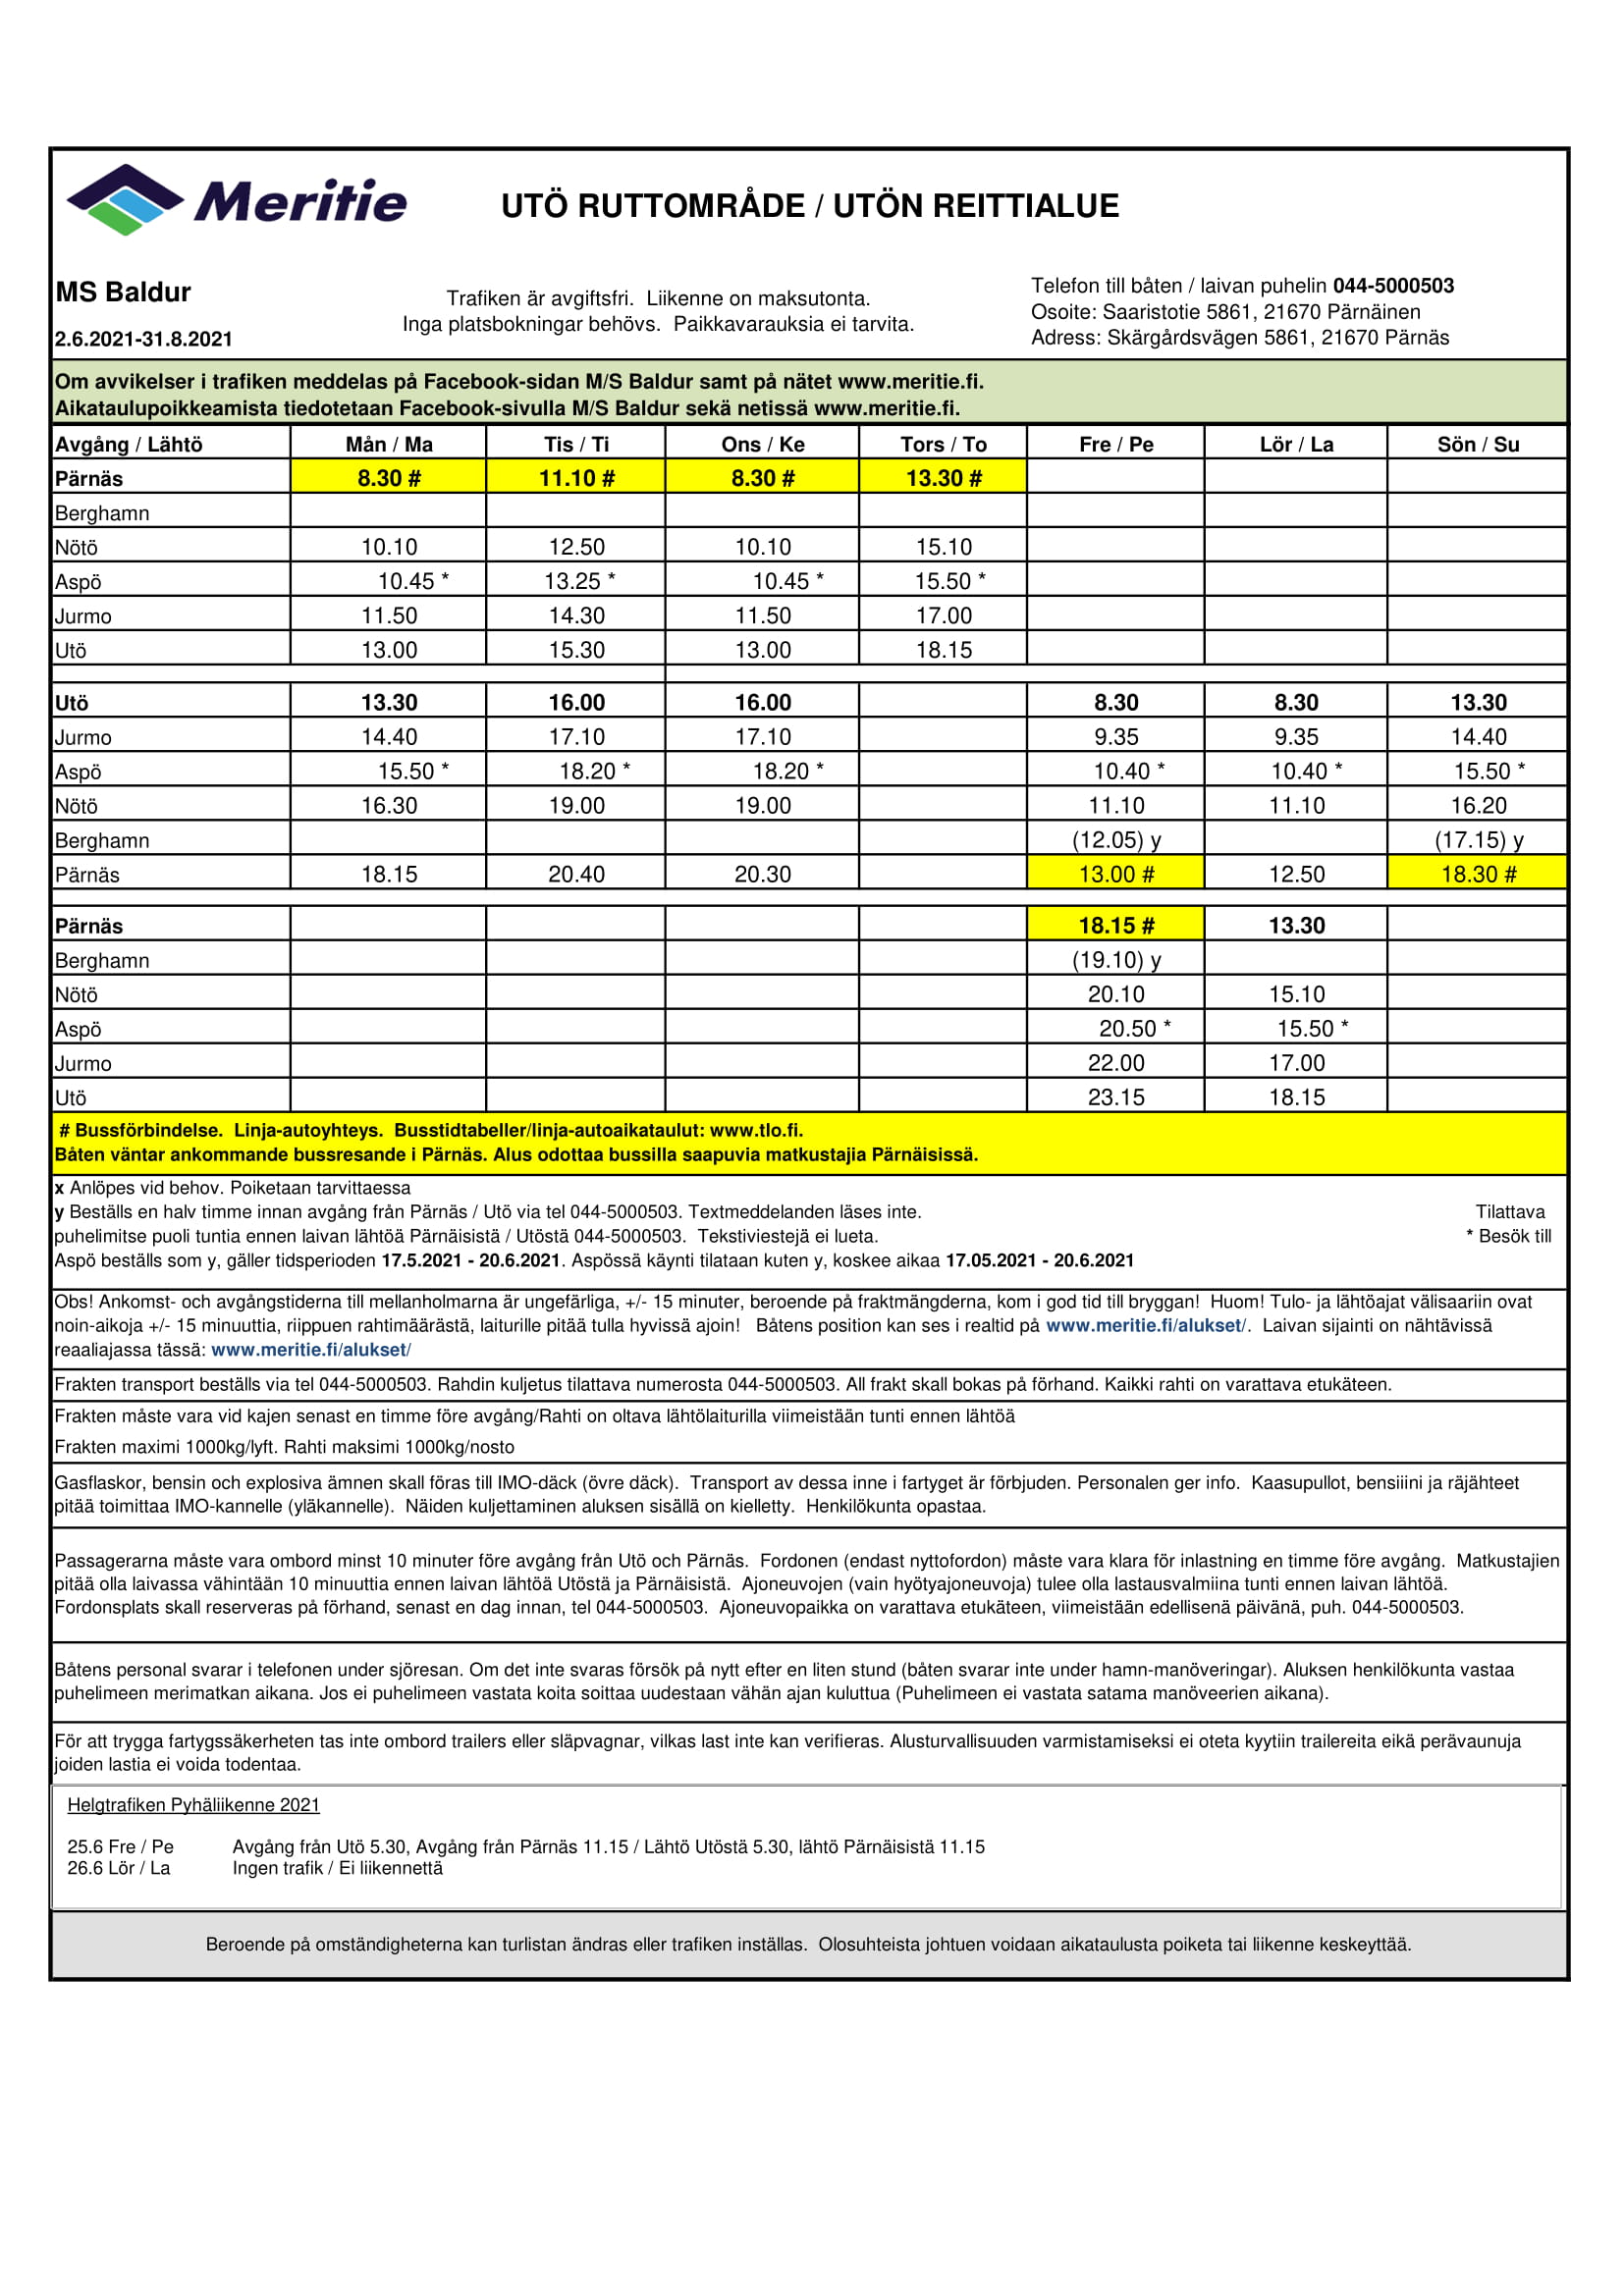 Meritie
UTÖ RUTTOMRÅDE / UTÖN REITTIALUE
MS Baldur
2.6.2021-31.8.2021
Trafiken är avgiftsfri. Liikenne on maksutonta.
Inga platsbokningar behövs. Paikkavarauksia ei tarvita.
Telefon till båten / laivan puhelin 044-5000503
Osoite: Saaristotie 5861, 21670 Pärnäinen
Adress: Skärgårdsvägen 5861, 21670 Pärnäs
Om avvikelser i trafiken meddelas på Facebook-sidan M/S Baldur samt på nätet www.meritie.fi.
Aikataulupoikkeamista tiedotetaan Facebook-sivulla M/S Baldur sekä netissä www.meritie.fi.
Avgång / Lähtö Mån / Ma Tis / Ti Ons / Ke Tors / To Fre / Pe Lör / La Sön / Su
Pärnäs 8.30 # 11.10 # 8.30 # 13.30 #
Berghamn
Nötö 10.10 12.50 10.10 15.10
Aspö 10.45 * 13.25 * 10.45 * 15.50 *
Jurmo 11.50 14.30 11.50 17.00
Utö 13.00 15.30 13.00 18.15
Utö 13.30 16.00 16.00 8.30 8.30 13.30
Jurmo 14.40 17.10 17.10 9.35 9.35 14.40
Aspö 15.50 * 18.20 * 18.20 * 10.40 * 10.40 * 15.50 *
Nötö 16.30 19.00 19.00 11.10 11.10 16.20
Berghamn (12.05) y (17.15) y
Pärnäs 18.15 20.40 20.30 13.00 # 12.50 18.30 #
Pärnäs 18.15 # 13.30
Berghamn (19.10) y
Nötö 20.10 15.10
Aspö 20.50 * 15.50 *
Jurmo 22.00 17.00
Utö 23.15 18.15
# Bussförbindelse. Linja-autoyhteys. Busstidtabeller/linja-autoaikataulut: www.tlo.fi.
Båten väntar ankommande bussresande i Pärnäs. Alus odottaa bussilla saapuvia matkustajia Pärnäisissä.
x Anlöpes vid behov. Poiketaan tarvittaessa
y Beställs en halv timme innan avgång från Pärnäs / Utö via tel 044-5000503. Textmeddelanden läses inte. Tilattava
puhelimitse puoli tuntia ennen laivan lähtöä Pärnäisistä / Utöstä 044-5000503. Tekstiviestejä ei lueta. * Besök till
Aspö beställs som y, gäller tidsperioden 17.5.2021 - 20.6.2021. Aspössä käynti tilataan kuten y, koskee aikaa 17.05.2021 - 20.6.2021
Obs! Ankomst- och avgångstiderna till mellanholmarna är ungefärliga, +/- 15 minuter, beroende på fraktmängderna, kom i god tid till bryggan! Huom! Tulo- ja lähtöajat välisaariin ovat
noin-aikoja +/- 15 minuuttia, riippuen rahtimäärästä, laiturille pitää tulla hyvissä ajoin! Båtens position kan ses i realtid på www.meritie.fi/alukset/. Laivan sijainti on nähtävissä
reaaliajassa tässä: www.meritie.fi/alukset/
Frakten transport beställs via tel 044-5000503. Rahdin kuljetus tilattava numerosta 044-5000503. All frakt skall bokas på förhand. Kaikki rahti on varattava etukäteen.
Frakten måste vara vid kajen senast en timme före avgång/Rahti on oltava lähtölaiturilla viimeistään tunti ennen lähtöä
Frakten maximi 1000kg/lyft. Rahti maksimi 1000kg/nosto
Gasflaskor, bensin och explosiva ämnen skall föras till IMO-däck (övre däck). Transport av dessa inne i fartyget är förbjuden. Personalen ger info. Kaasupullot, bensiiini ja räjähteet
pitää toimittaa IMO-kannelle (yläkannelle). Näiden kuljettaminen aluksen sisällä on kielletty. Henkilökunta opastaa.
Passagerarna måste vara ombord minst 10 minuter före avgång från Utö och Pärnäs. Fordonen (endast nyttofordon) måste vara klara för inlastning en timme före avgång. Matkustajien
pitää olla laivassa vähintään 10 minuuttia ennen laivan lähtöä Utöstä ja Pärnäisistä. Ajoneuvojen (vain hyötyajoneuvoja) tulee olla lastausvalmiina tunti ennen laivan lähtöä.
Fordonsplats skall reserveras på förhand, senast en dag innan, tel 044-5000503. Ajoneuvopaikka on varattava etukäteen, viimeistään edellisenä päivänä, puh. 044-5000503.
Båtens personal svarar i telefonen under sjöresan. Om det inte svaras försök på nytt efter en liten stund (båten svarar inte under hamn-manöveringar). Aluksen henkilökunta vastaa
puhelimeen merimatkan aikana. Jos ei puhelimeen vastata koita soittaa uudestaan vähän ajan kuluttua (Puhelimeen ei vastata satama manöveerien aikana).
För att trygga fartygssäkerheten tas inte ombord trailers eller släpvagnar, vilkas last inte kan verifieras. Alusturvallisuuden varmistamiseksi ei oteta kyytiin trailereita eikä perävaunuja
joiden lastia ei voida todentaa.
Helgtrafiken Pyhäliikenne 2021
25.6 Fre / Pe Avgång från Utö 5.30, Avgång från Pärnäs 11.15 / Lähtö Utöstä 5.30, lähtö Pärnäisistä 11.15
26.6 Lör / La Ingen trafik / Ei liikennettä
Beroende på omständigheterna kan turlistan ändras eller trafiken inställas. Olosuhteista johtuen voidaan aikataulusta poiketa tai liikenne keskeyttää.